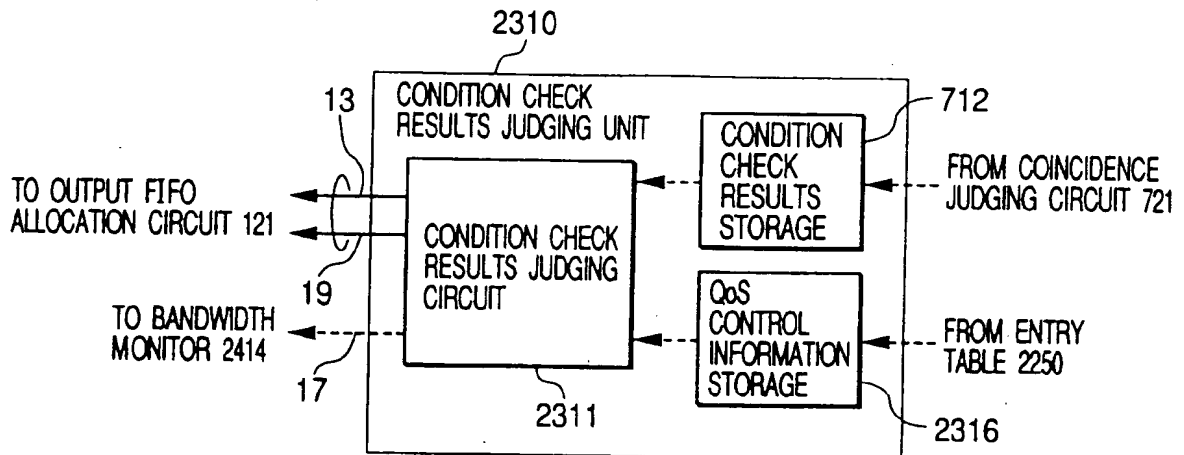 2310
CONDITION CHECK
RESULTS JUDGING UNIT
13
712
CONDITION
CHECK
RESULTS
STORAGE
FROM COINCIDENCE
JUDGING CIRCUIT 721
TO OUTPUT FIFO
ALLOCATION CIRCUIT 121
19
CONDITION CHECK
RESULTS JUDGING
CIRCUIT
TO BANDWIDTH
MONITOR 2414
17
QoS
CONTROL
INFORMATION
STORAGE
FROM ENTRY
TABLE 2250
2311
2316